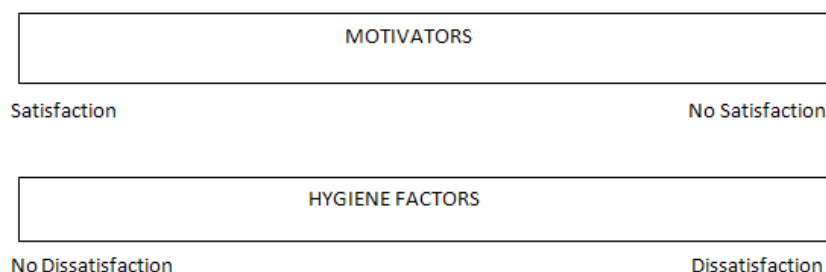 MOTIVATORS
Satisfaction No Satisfaction
HYGIENE FACTORS
No Dissatisfaction Dissatisfaction